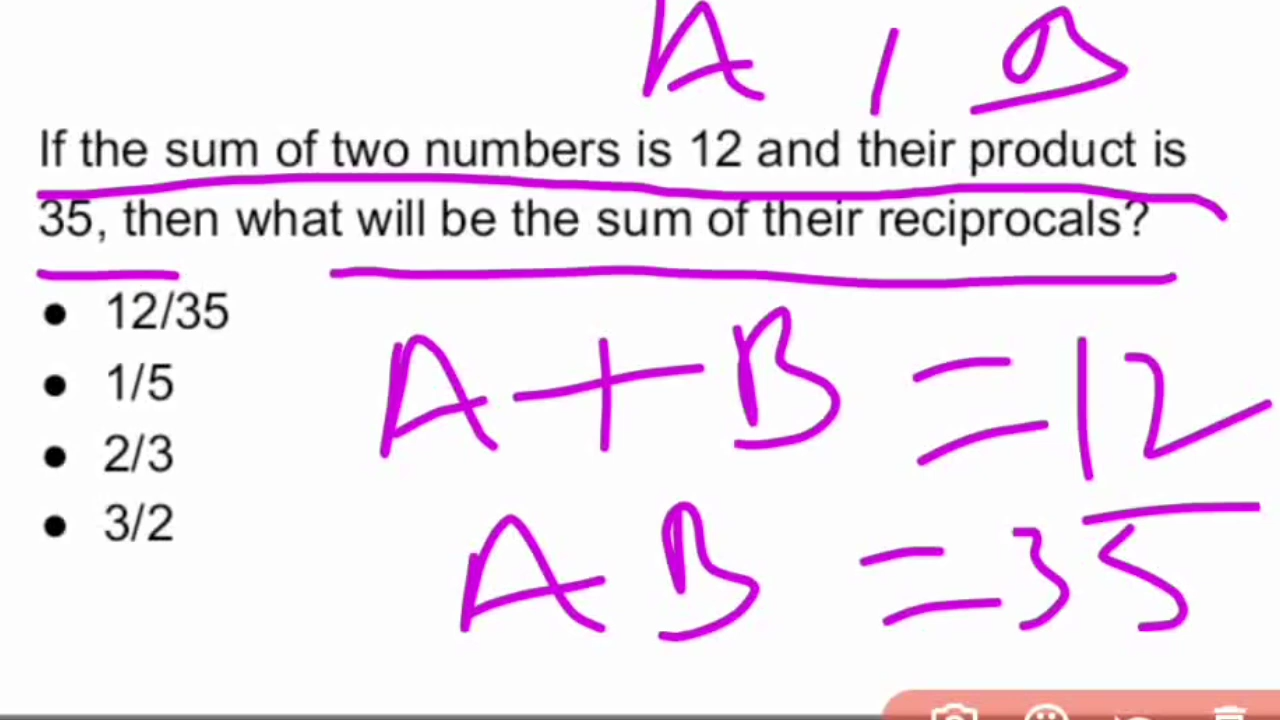 A , B
If the sum of two numbers is 12 and their product is
35, then what will be the sum of their reciprocals?
● 12/35
● 1/5
● 2/3
● 3/2
A + B = 12
AB = 35